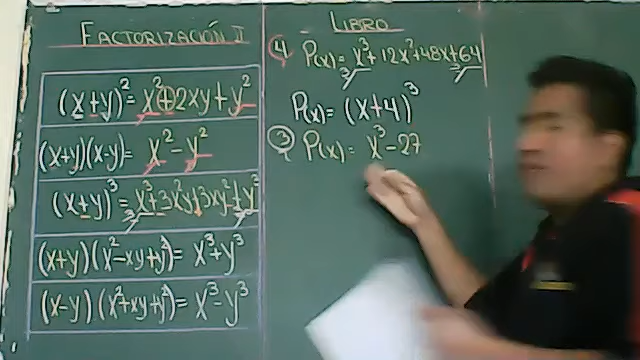 FACTORIZACIÓN II
(x+y)² = x²+2xy+y²
(x+y)(x-y) = x²-y²
(x+y)³ = x³+3x²y+3xy²+y³
(x+y)(x²-xy+y²) = x³+y³
(x-y)(x²+xy+y²) = x³-y³
LIBRO
4 P(x) = x³+12x²+48x+64
P(x) = (x+4)³
3 P(x) = x³-27